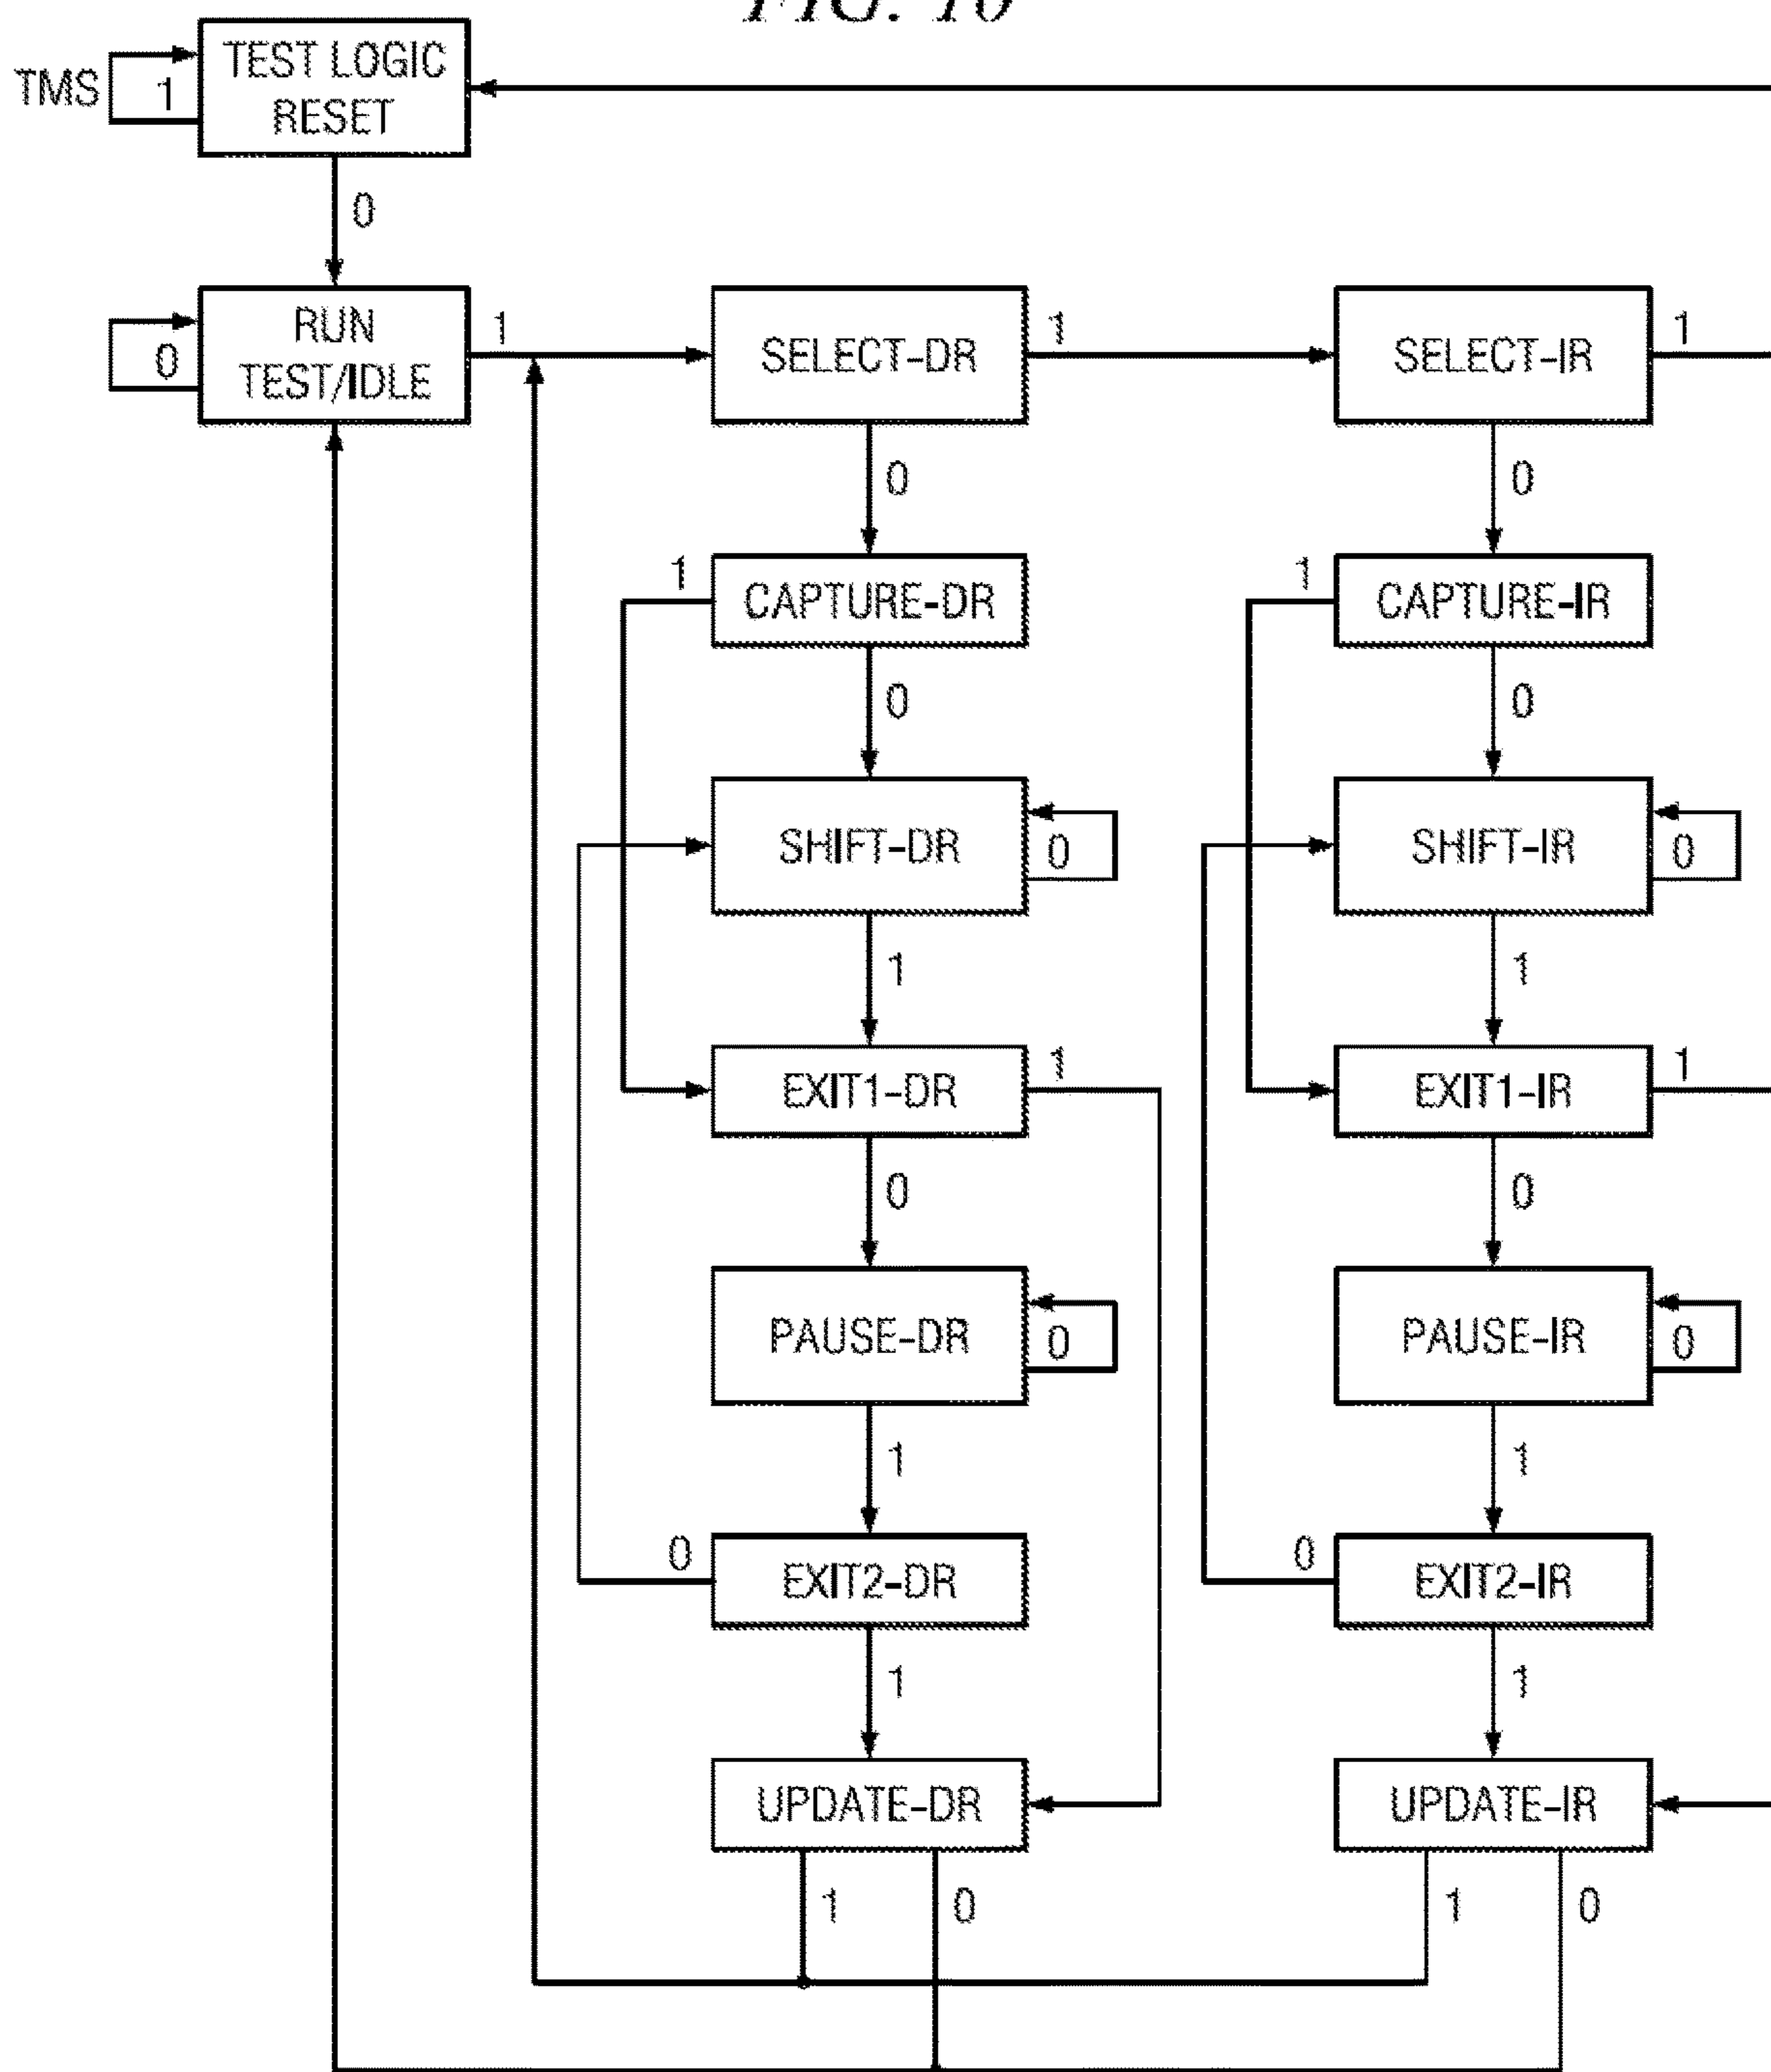 FIG. 10
TEST LOGIC
RESET
TMS
1
0
RUN
TEST/IDLE
0
1
SELECT-DR
1
SELECT-IR
1
0
0
1
CAPTURE-DR
1
CAPTURE-IR
0
0
SHIFT-DR
0
SHIFT-IR
0
1
1
EXIT1-DR
1
EXIT1-IR
1
0
0
PAUSE-DR
0
PAUSE-IR
0
1
1
0
EXIT2-DR
0
EXIT2-IR
1
1
UPDATE-DR
UPDATE-IR
1
0
1
0